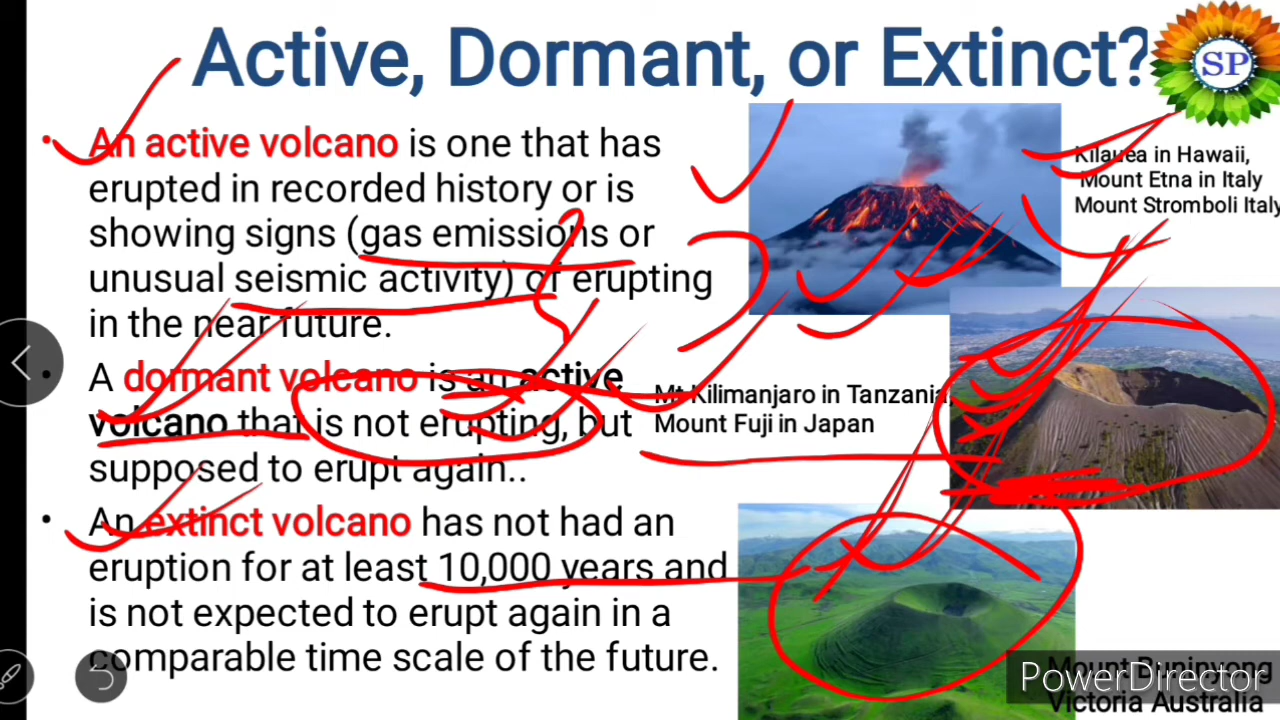 Active, Dormant, or Extinct?
SP
• An active volcano is one that has
erupted in recorded history or is
showing signs (gas emissions or
unusual seismic activity) of erupting
in the near future.
Kilauea in Hawaii,
Mount Etna in Italy
Mount Stromboli Italy
• A dormant volcano is an active
volcano that is not erupting, but
supposed to erupt again..
Mt Kilimanjaro in Tanzania,
Mount Fuji in Japan
• An extinct volcano has not had an
eruption for at least 10,000 years and
is not expected to erupt again in a
comparable time scale of the future.
Mount Buninyong
Victoria Australia
PowerDirector